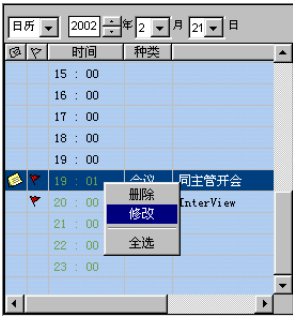 日历 2002 年 2 月 21 日
时间 种类
15 : 00
16 : 00
17 : 00
18 : 00
19 : 00
19 : 01 会议 同主管开会
20 : 00 InterView
21 : 00
22 : 00
23 : 00
删除
修改
全选